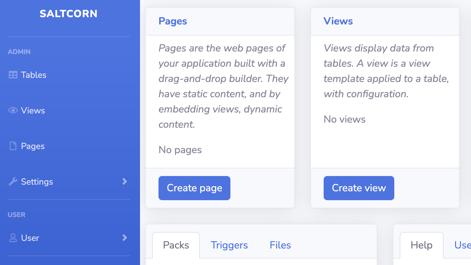 SALTCORN
ADMIN
Tables
Views
Pages
Settings
USER
User
Pages
Pages are the web pages of
your application built with a
drag-and-drop builder. They
have static content, and by
embedding views, dynamic
content.
No pages
Create page
Views
Views display data from
tables. A view is a view
template applied to a table,
with configuration.
No views
Create view
Packs Triggers Files
Help